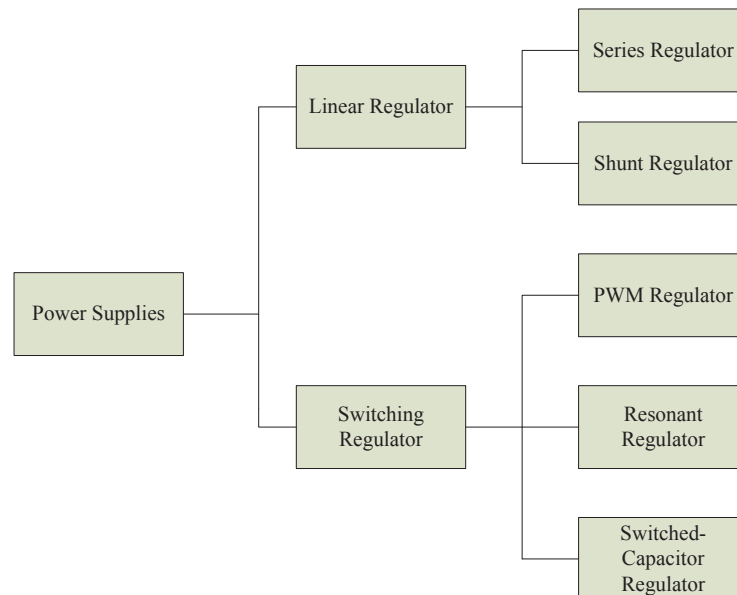 Series Regulator
Linear Regulator
Shunt Regulator
Power Supplies
PWM Regulator
Switching
Regulator
Resonant
Regulator
Switched-
Capacitor
Regulator